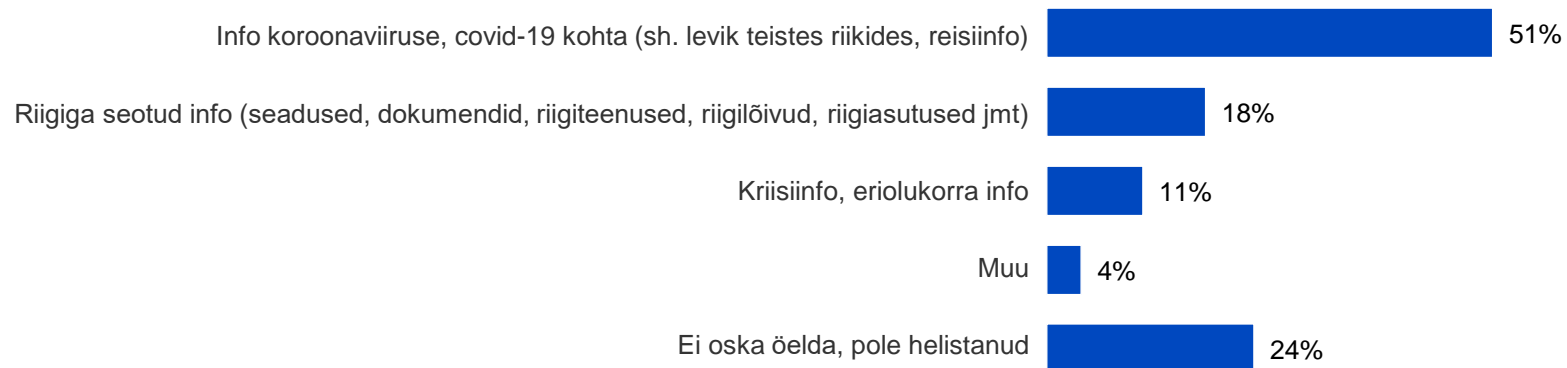 Info koroonaviiruse, covid-19 kohta (sh. levik teistes riikides, reisiinfo) 51%
Riigiga seotud info (seadused, dokumendid, riigiteenused, riigilõivud, riigiasutused jmt) 18%
Kriisiinfo, eriolukorra info 11%
Muu 4%
Ei oska öelda, pole helistanud 24%